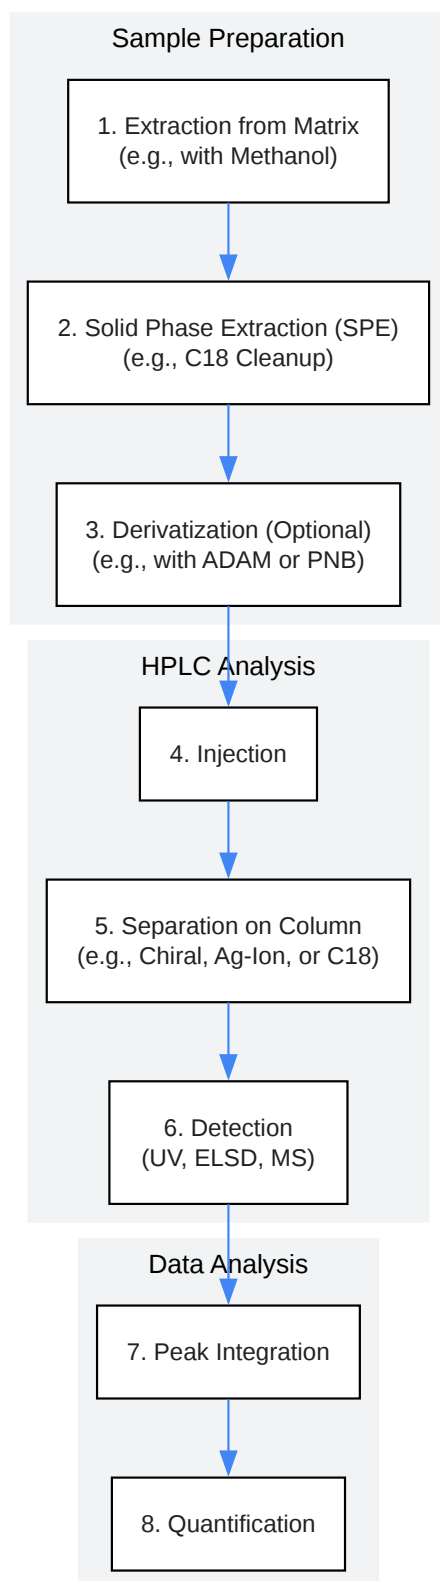 Sample Preparation
1. Extraction from Matrix
(e.g., with Methanol)
2. Solid Phase Extraction (SPE)
(e.g., C18 Cleanup)
3. Derivatization (Optional)
(e.g., with ADAM or PNB)
HPLC Analysis
4. Injection
5. Separation on Column
(e.g., Chiral, Ag-Ion, or C18)
6. Detection
(UV, ELSD, MS)
Data Analysis
7. Peak Integration
8. Quantification